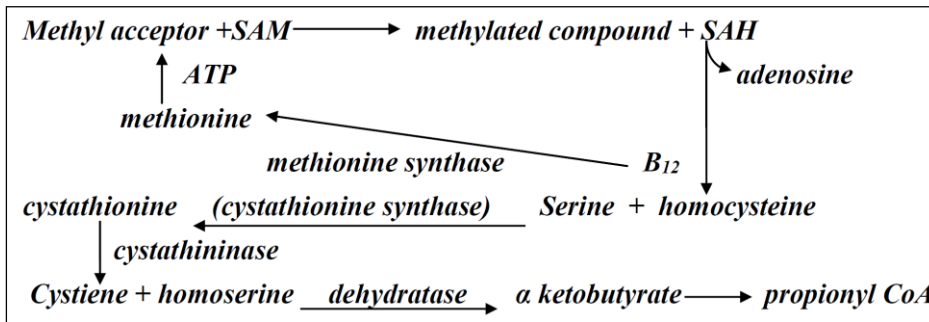 Methyl acceptor +SAM methylated compound + SAH
ATP adenosine
methionine
methionine synthase B12
cystathionine (cystathionine synthase) Serine + homocysteine
cystathininase
Cystiene + homoserine dehydratase α ketobutyrate propionyl CoA